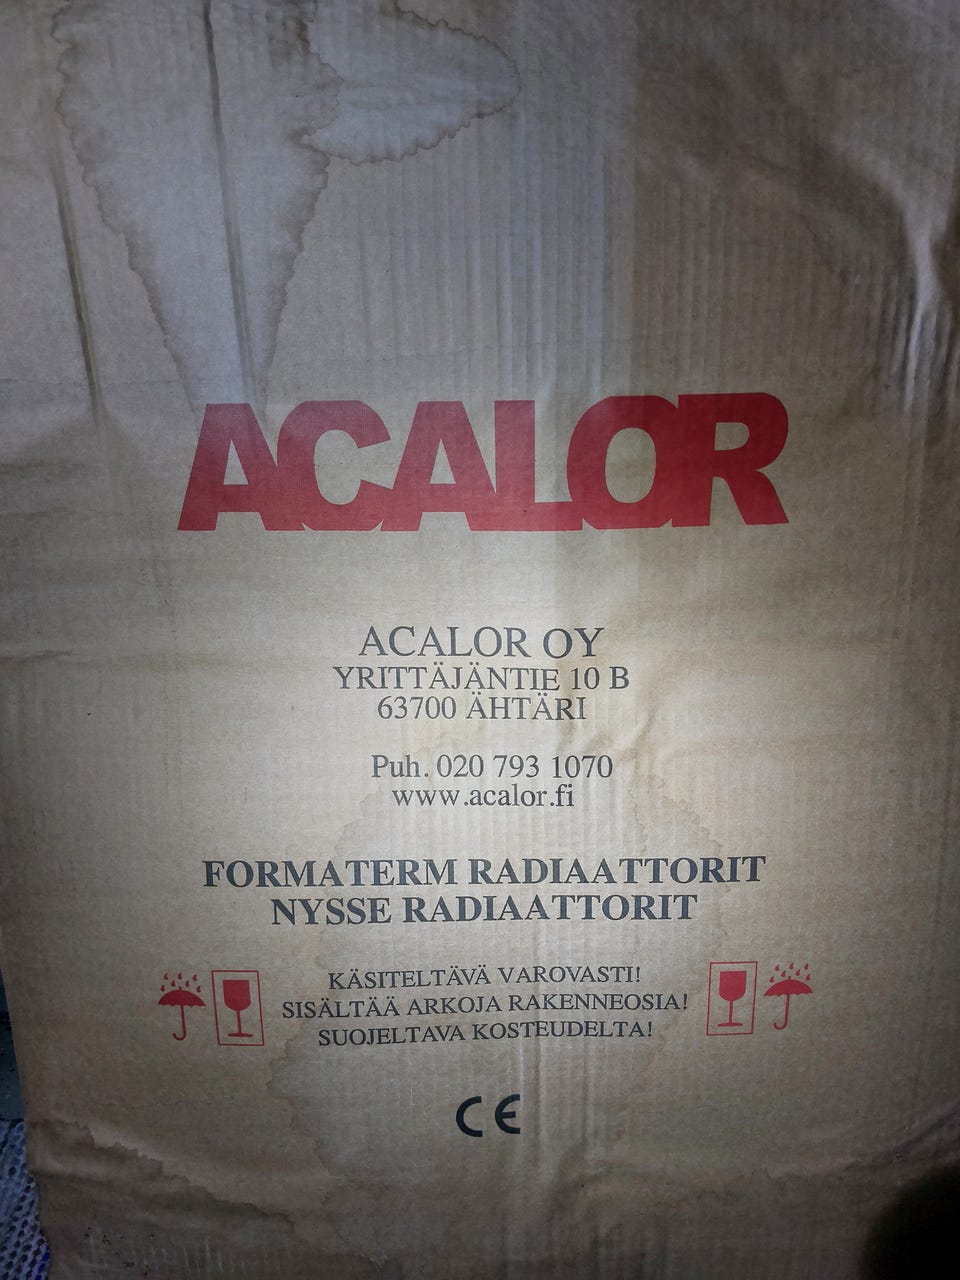 ACALOR
ACALOR OY
YRITTÄJÄNTIE 10 B
63700 ÄHTÄRI
Puh. 020 793 1070
www.acalor.fi
FORMATERM RADIAATTORIT
NYSSE RADIAATTORIT
KÄSITELTÄVÄ VAROVASTI!
SISÄLTÄÄ ARKOJA RAKENNEOSIA!
SUOJELTAVA KOSTEUDELTA!
CE